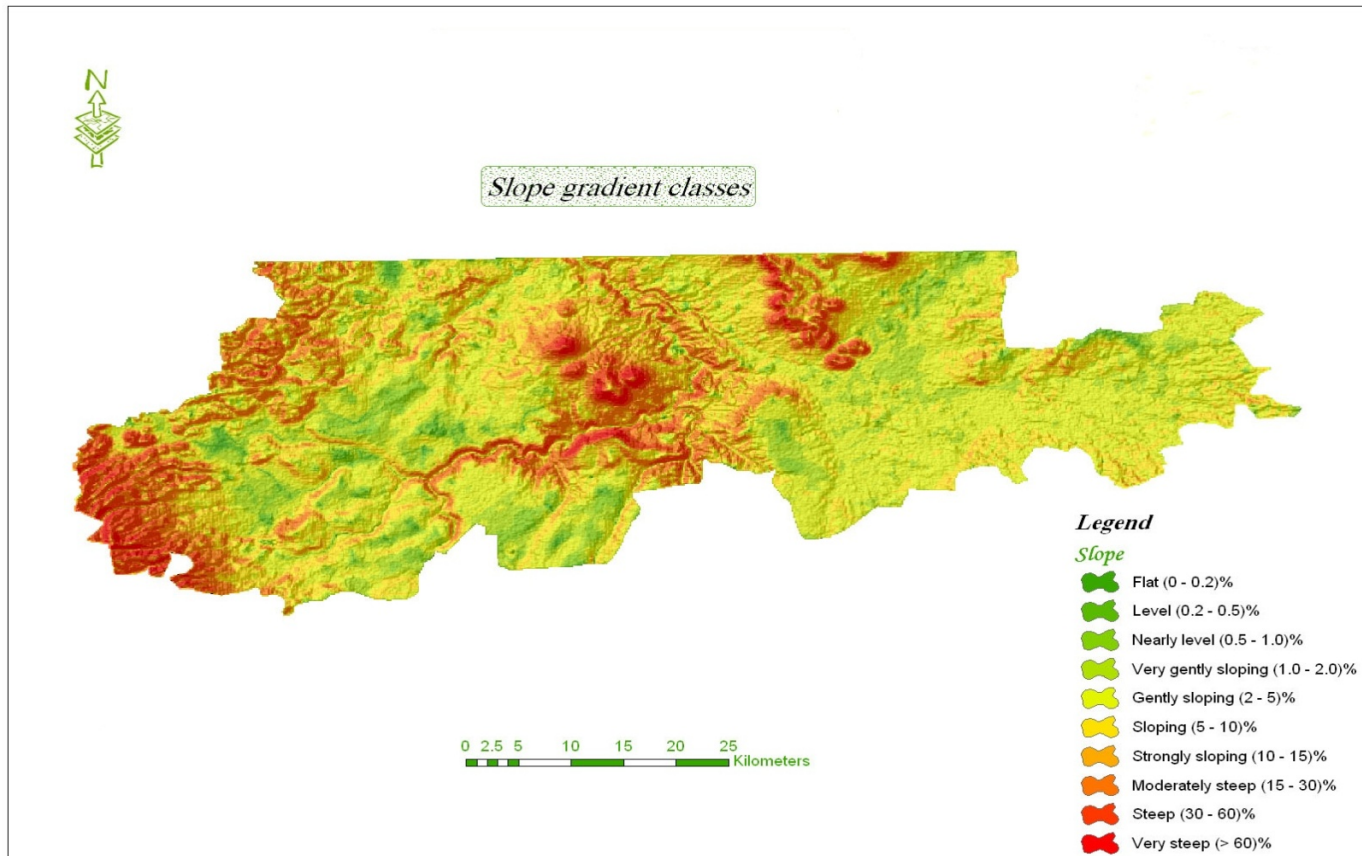 N
Slope gradient classes
Legend
Slope
Flat (0 - 0.2)%
Level (0.2 - 0.5)%
Nearly level (0.5 - 1.0)%
Very gently sloping (1.0 - 2.0)%
Gently sloping (2 - 5)%
Sloping (5 - 10)%
Strongly sloping (10 - 15)%
Moderately steep (15 - 30)%
Steep (30 - 60)%
Very steep (> 60)%
0 2.5 5 10 15 20 25
Kilometers